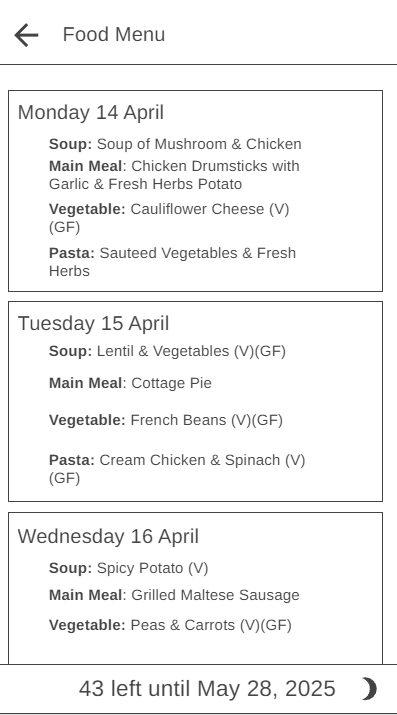 Food Menu
Monday 14 April
Soup: Soup of Mushroom & Chicken
Main Meal: Chicken Drumsticks with
Garlic & Fresh Herbs Potato
Vegetable: Cauliflower Cheese (V)
(GF)
Pasta: Sauteed Vegetables & Fresh
Herbs
Tuesday 15 April
Soup: Lentil & Vegetables (V)(GF)
Main Meal: Cottage Pie
Vegetable: French Beans (V)(GF)
Pasta: Cream Chicken & Spinach (V)
(GF)
Wednesday 16 April
Soup: Spicy Potato (V)
Main Meal: Grilled Maltese Sausage
Vegetable: Peas & Carrots (V)(GF)
43 left until May 28, 2025